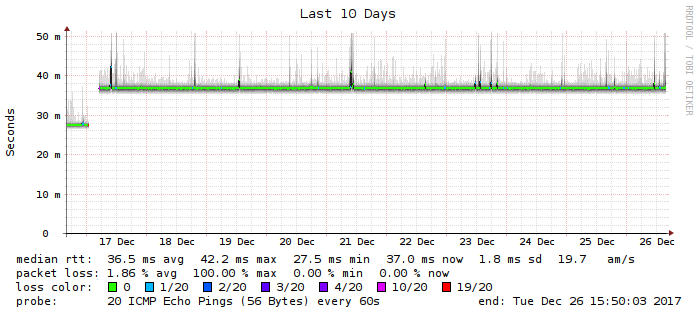 Last 10 Days
RRDTOOL / TOBI OETIKER
Seconds
50 m
40 m
30 m
20 m
10 m
0
17 Dec 18 Dec 19 Dec 20 Dec 21 Dec 22 Dec 23 Dec 24 Dec 25 Dec 26 Dec
median rtt: 36.5 ms avg 42.2 ms max 27.5 ms min 37.0 ms now 1.8 ms sd 19.7 am/s
packet loss: 1.86 % avg 100.00 % max 0.00 % min 0.00 % now
loss color: 0 1/20 2/20 3/20 4/20 10/20 19/20
probe: 20 ICMP Echo Pings (56 Bytes) every 60s end: Tue Dec 26 15:50:03 2017